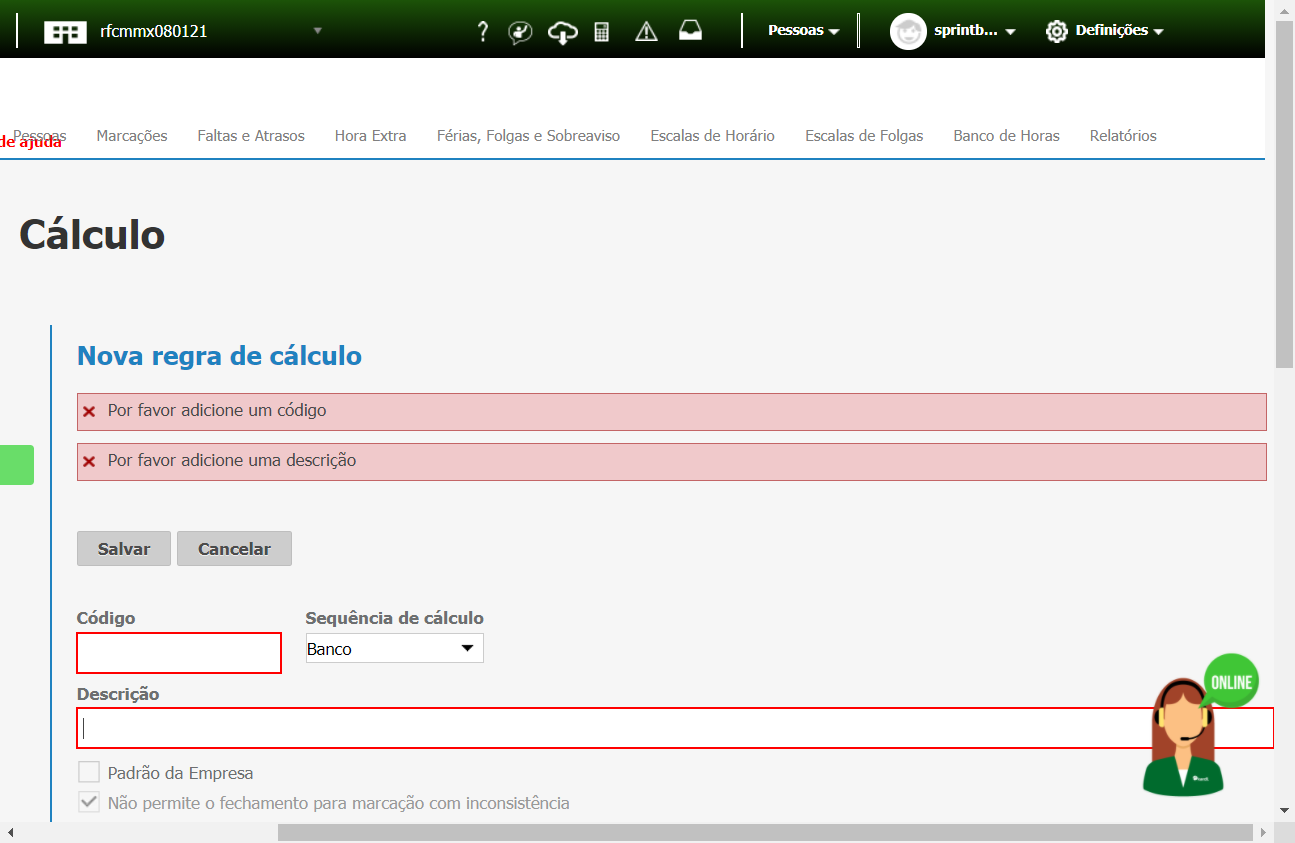 rfcmmx080121
?
Pessoas
sprintb...
Definições
Pessoas
de ajuda
Marcações
Faltas e Atrasos
Hora Extra
Férias, Folgas e Sobreaviso
Escalas de Horário
Escalas de Folgas
Banco de Horas
Relatórios
Cálculo
Nova regra de cálculo
Por favor adicione um código
Por favor adicione uma descrição
Salvar
Cancelar
Código
Sequência de cálculo
Banco
ONLINE
Descrição
Padrão da Empresa
Não permite o fechamento para marcação com inconsistência